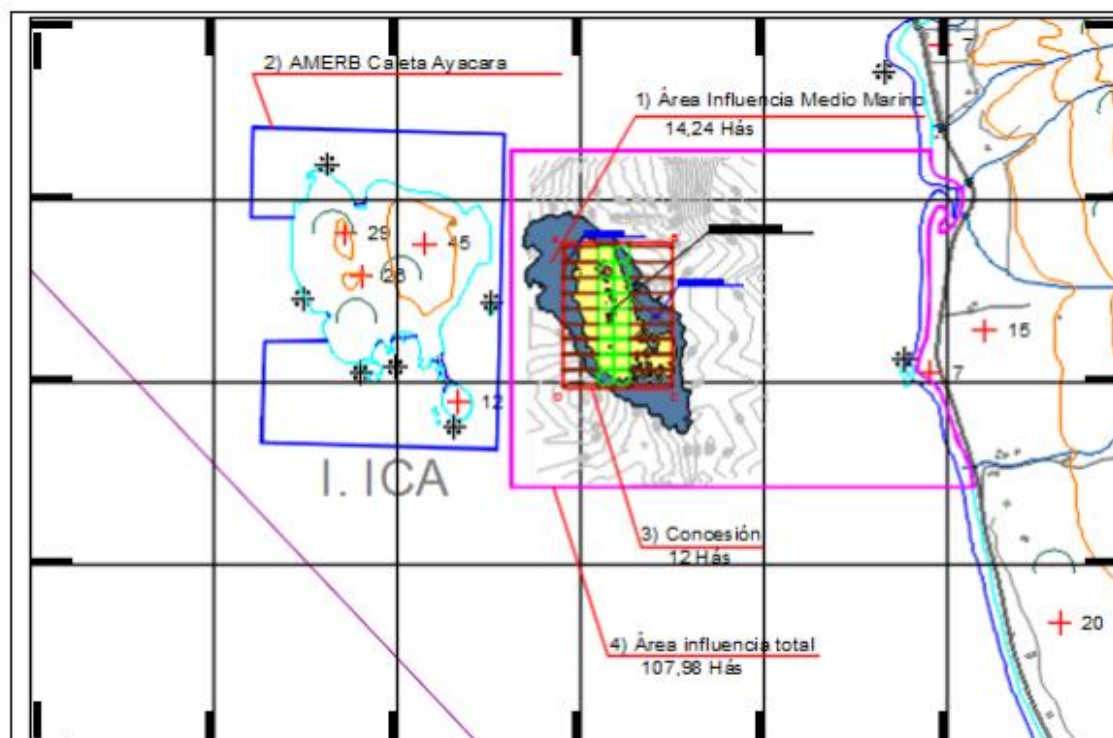 2) AMERB Caleta Ayacara
7
1) Área Influencia Medio Marino
14,24 Hás
29
45
26
15
7
12
I. ICA
3) Concesión
12 Hás
20
4) Área influencia total
107,98 Hás